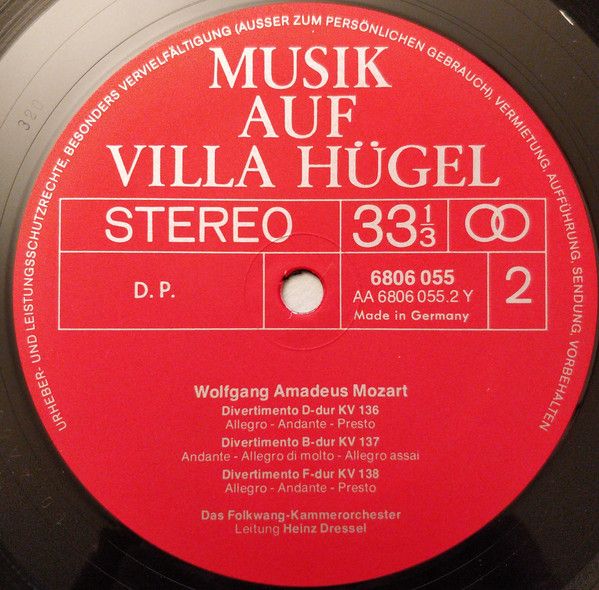 URHEBER- UND LEISTUNGSSCHUTZRECHTE, BESONDERS VERVIELFÄLTIGUNG (AUSSER ZUM PERSÖNLICHEN GEBRAUCH), VERMIETUNG, AUFFÜHRUNG, SENDUNG, VORBEHALTEN
320
MUSIK
AUF
VILLA HÜGEL
STEREO 33 1/3
D. P.
6806 055
AA 6806 055.2 Y
Made in Germany
2
Wolfgang Amadeus Mozart
Divertimento D-dur KV 136
Allegro - Andante - Presto
Divertimento B-dur KV 137
Andante - Allegro di molto - Allegro assai
Divertimento F-dur KV 138
Allegro - Andante - Presto
Das Folkwang-Kammerorchester
Leitung Heinz Dressel